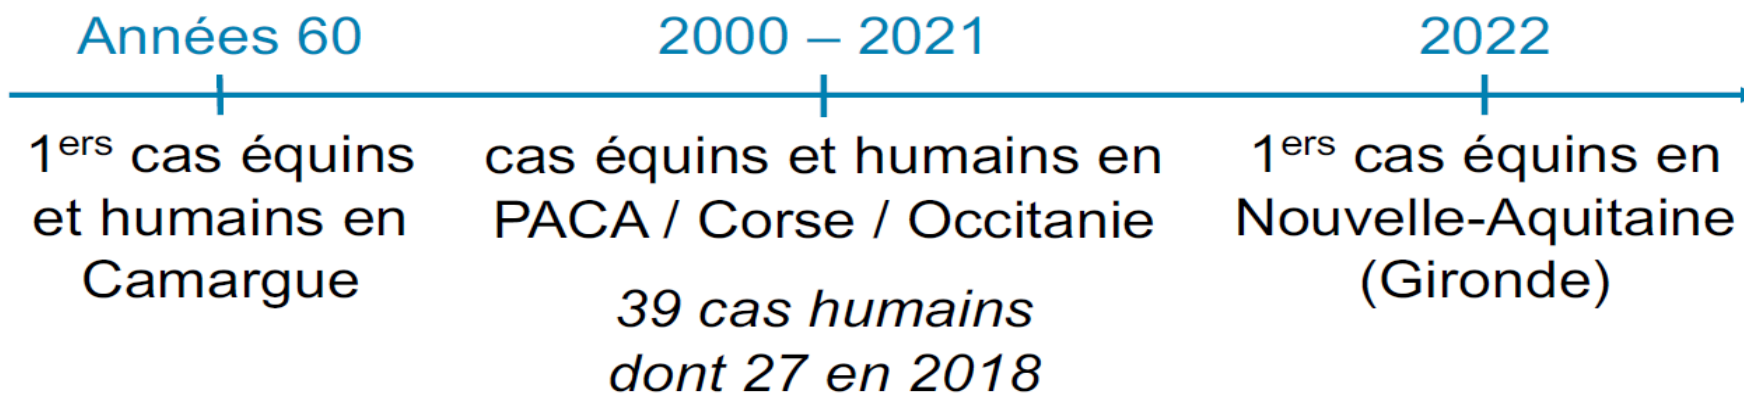 Années 60
1ers cas équins
et humains en
Camargue
2000 – 2021
cas équins et humains en
PACA / Corse / Occitanie
39 cas humains
dont 27 en 2018
2022
1ers cas équins en
Nouvelle-Aquitaine
(Gironde)